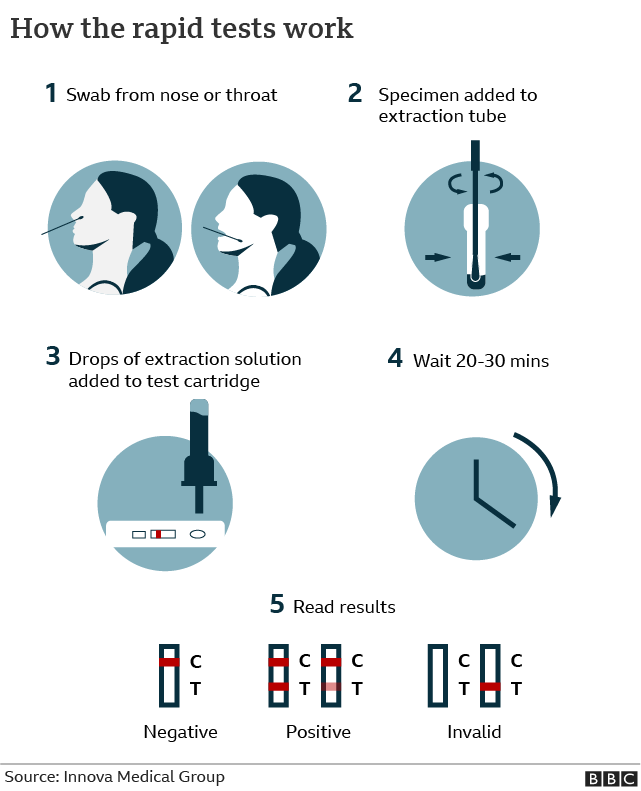 How the rapid tests work
1 Swab from nose or throat
2 Specimen added to
extraction tube
3 Drops of extraction solution
added to test cartridge
4 Wait 20-30 mins
5 Read results
C
T
Negative
C C
T T
Positive
C C
T T
Invalid
Source: Innova Medical Group
BBC